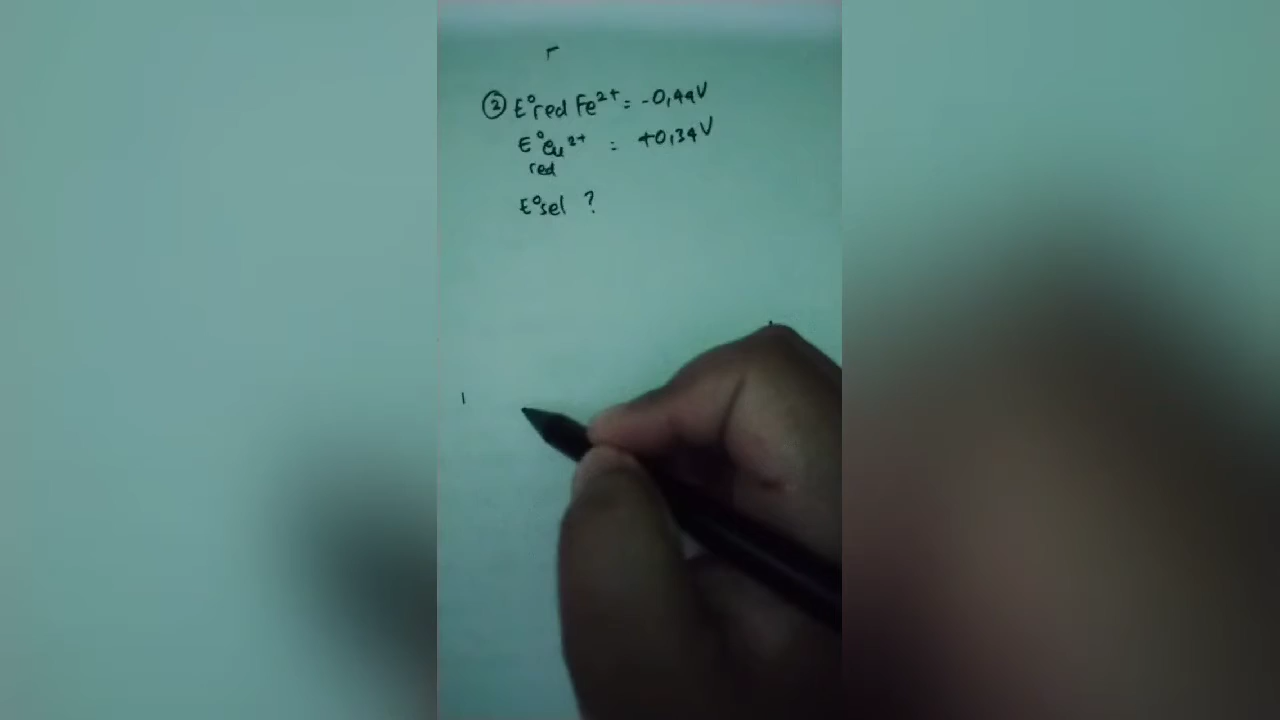 ② E°red Fe²⁺ = -0,44V
E°Cu²⁺ = +0,34V
red
E°sel ?